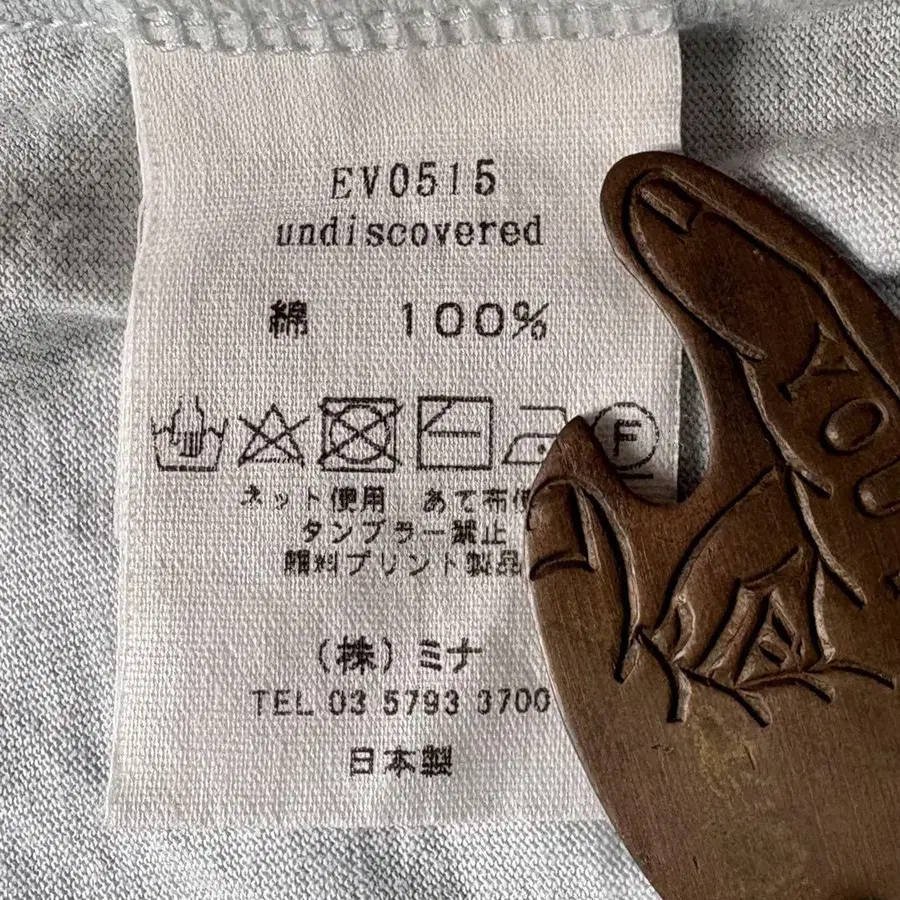 EV0515
undiscovered
綿 100%
F
ネット使用 あて布使
タンブラー禁止
顔料プリント製品
(株)ミナ
TEL 03 5793 3700
日本製
YOU